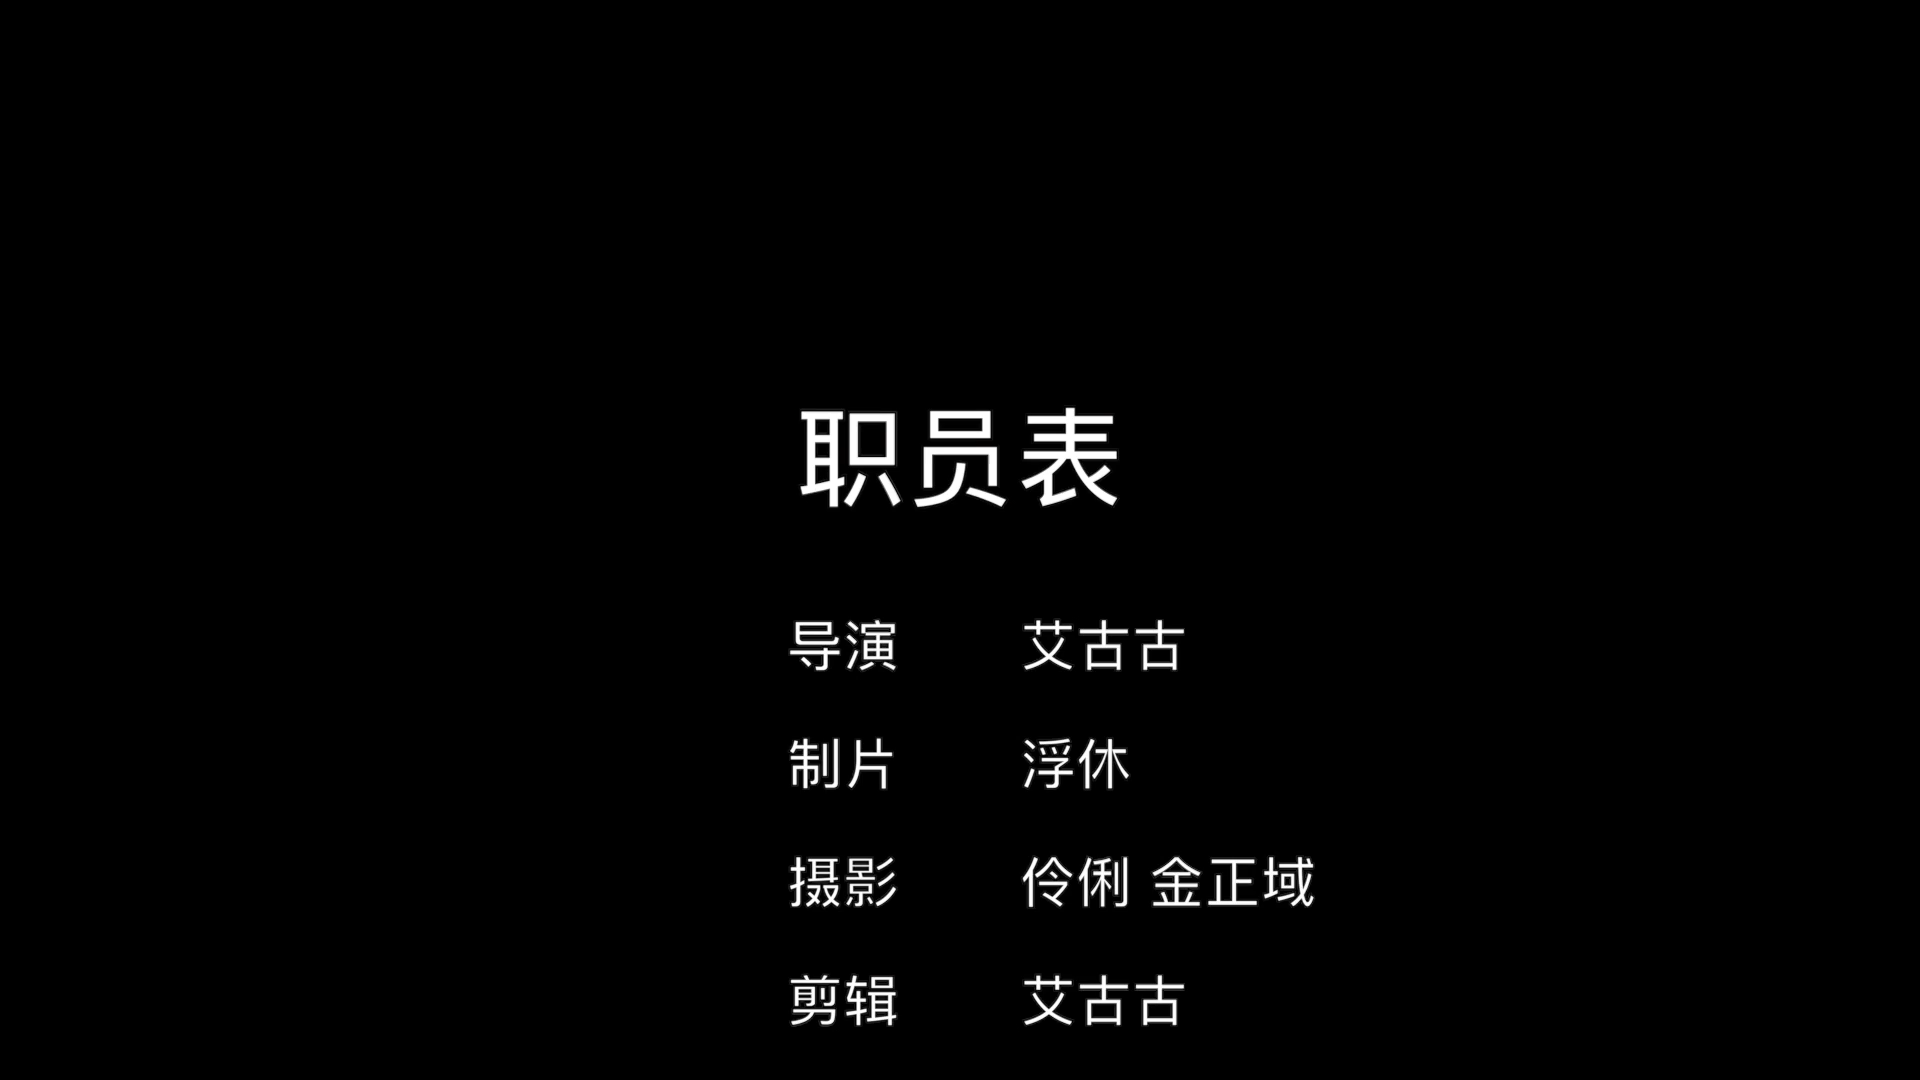 职员表
导演 艾古古
制片 浮休
摄影 伶俐 金正域
剪辑 艾古古